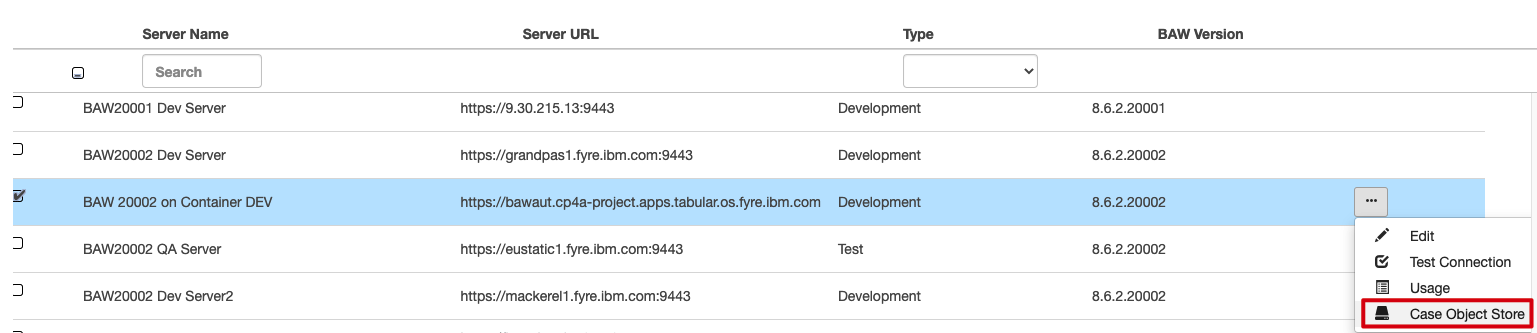 Server Name Server URL Type BAW Version
Search
BAW20001 Dev Server https://9.30.215.13:9443 Development 8.6.2.20001
BAW20002 Dev Server https://grandpas1.fyre.ibm.com:9443 Development 8.6.2.20002
BAW 20002 on Container DEV https://bawaut.cp4a-project.apps.tabular.os.fyre.ibm.com Development 8.6.2.20002 ...
BAW20002 QA Server https://eustatic1.fyre.ibm.com:9443 Test 8.6.2.20002
Edit
Test Connection
Usage
BAW20002 Dev Server2 https://mackerel1.fyre.ibm.com:9443 Development 8.6.2.20002
Case Object Store